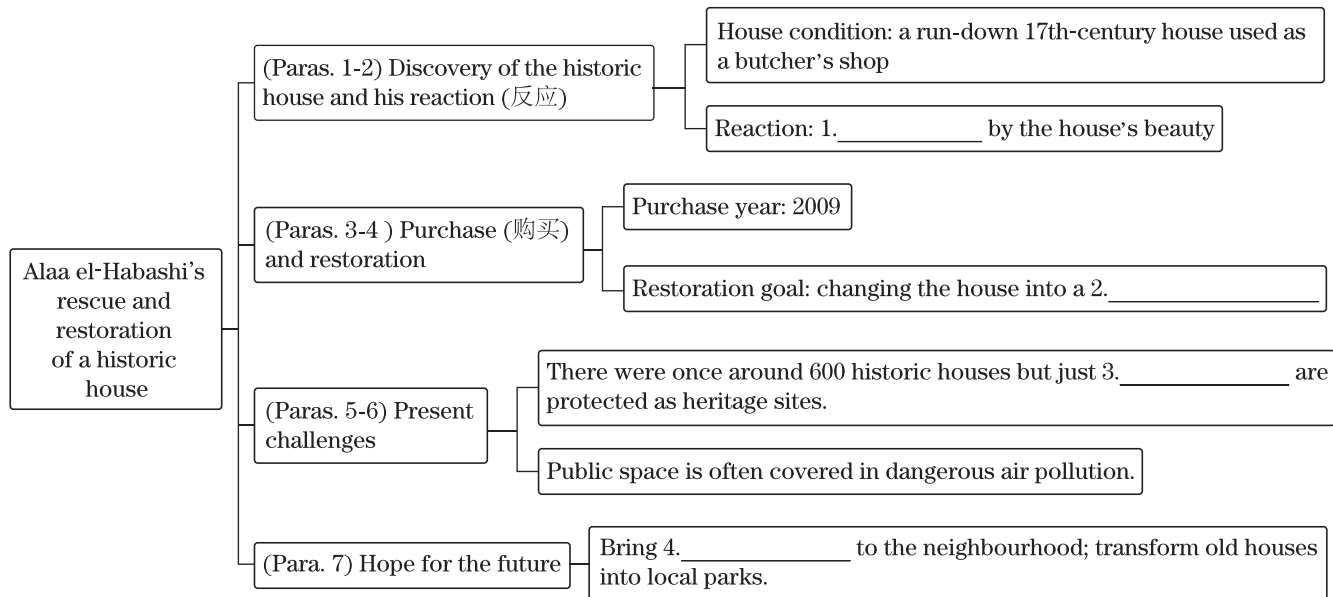 Alaa el-Habashi's
rescue and
restoration
of a historic
house
(Paras. 1-2) Discovery of the historic
house and his reaction (反应)
House condition: a run-down 17th-century house used as
a butcher's shop
Reaction: 1.____________ by the house's beauty
(Paras. 3-4 ) Purchase (购买)
and restoration
Purchase year: 2009
Restoration goal: changing the house into a 2.__________________
(Paras. 5-6) Present
challenges
There were once around 600 historic houses but just 3.______________ are
protected as heritage sites.
Public space is often covered in dangerous air pollution.
(Para. 7) Hope for the future
Bring 4.______________ to the neighbourhood; transform old houses
into local parks.